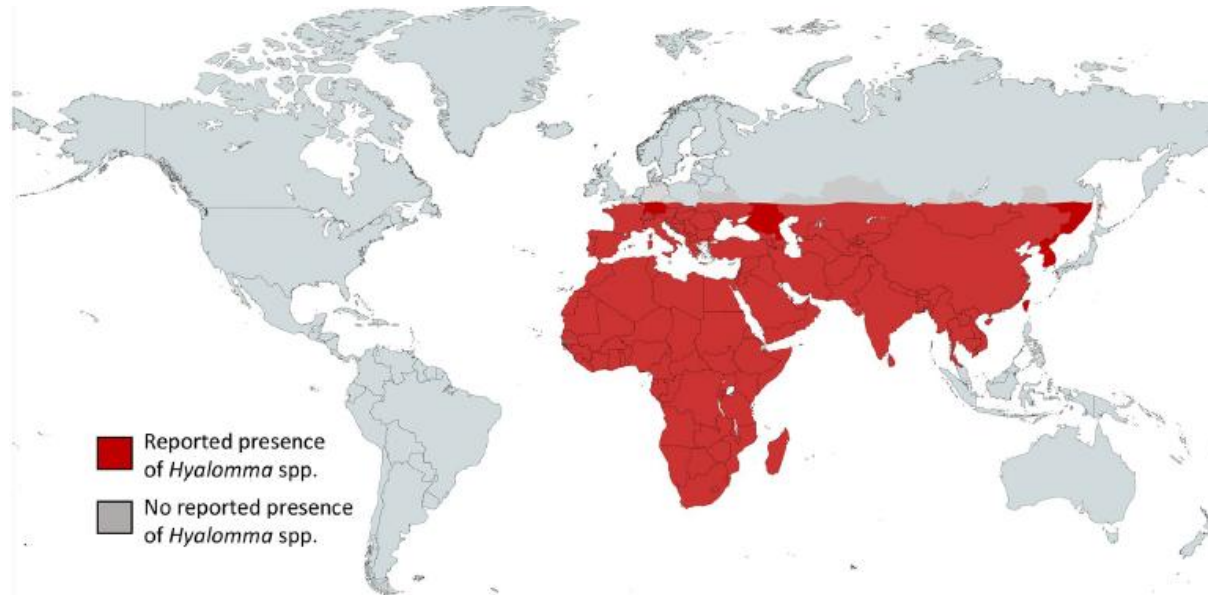 Reported presence
of Hyalomma spp.
No reported presence
of Hyalomma spp.